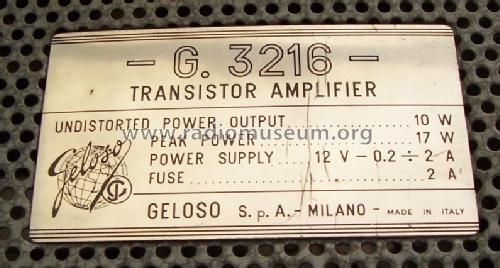 - G. 3216 -
TRANSISTOR AMPLIFIER
UNDISTORTED POWER OUTPUT.......... 10 W
PEAK POWER.......... 17 W
POWER SUPPLY....... 12 V - 0.2 ÷ 2 A
FUSE.......... 2 A
Geloso
GELOSO S.p.A. - MILANO - MADE IN ITALY
www.radiomuseum.org